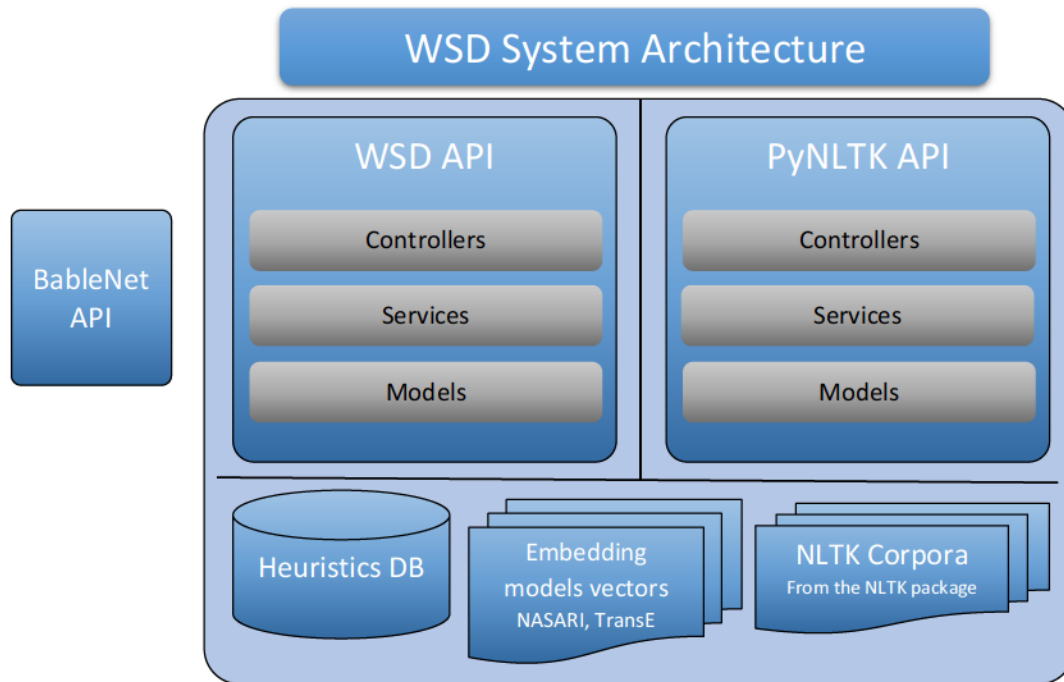 WSD System Architecture
BableNet
API
WSD API
Controllers
Services
Models
PyNLTK API
Controllers
Services
Models
Heuristics DB
Embedding
models vectors
NASARI, TransE
NLTK Corpora
From the NLTK package